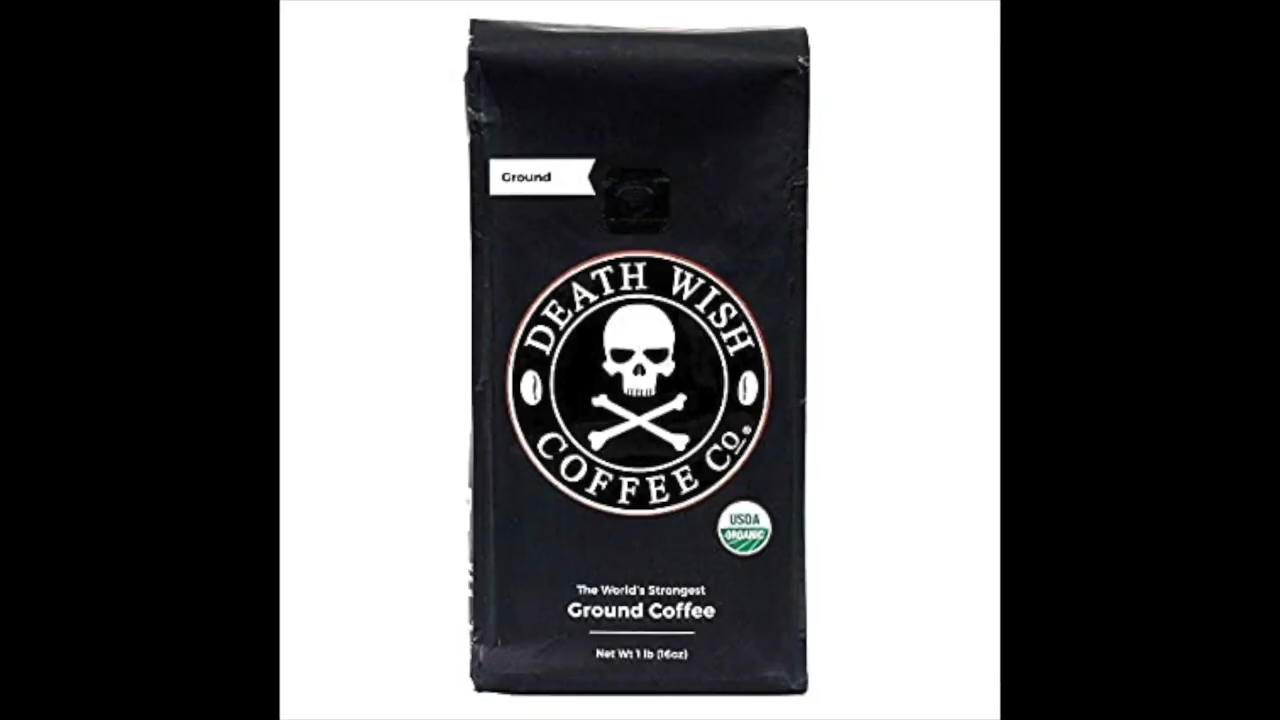 Ground
DEATH WISH
COFFEE CO.®
USDA
ORGANIC
The World's Strongest
Ground Coffee
Net Wt 1 lb (16oz)